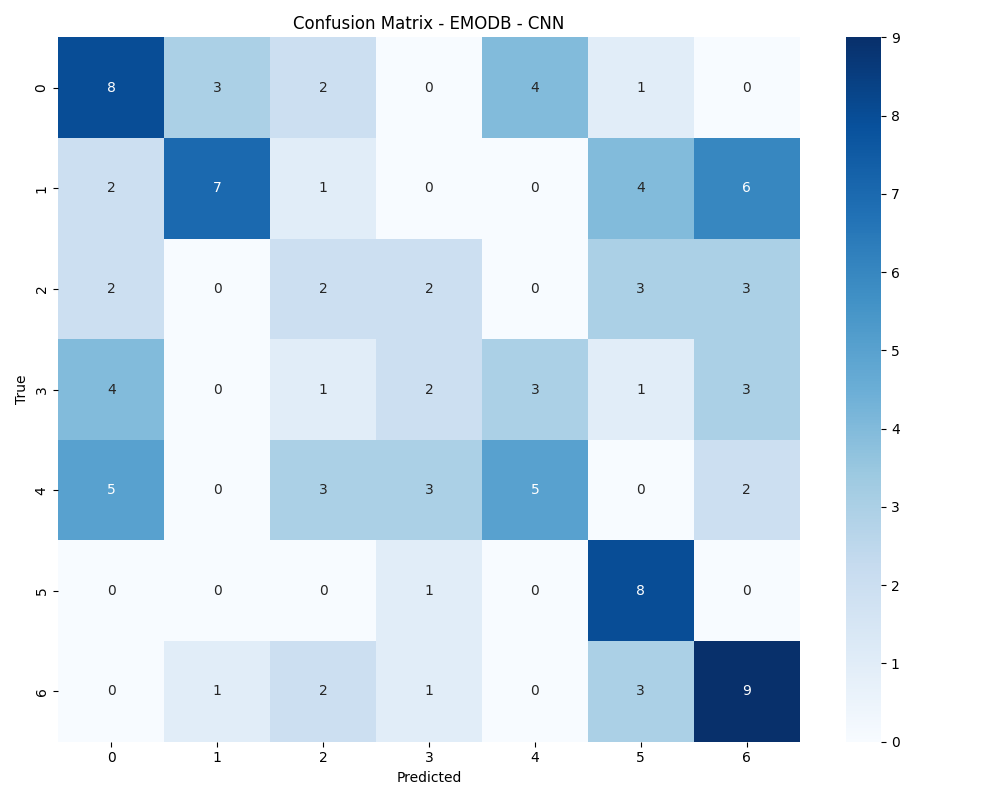 Confusion Matrix - EMODB - CNN
0 8 3 2 0 4 1 0
1 2 7 1 0 0 4 6
2 2 0 2 2 0 3 3
3 4 0 1 2 3 1 3
4 5 0 3 3 5 0 2
5 0 0 0 1 0 8 0
6 0 1 2 1 0 3 9
0 1 2 3 4 5 6
Predicted
True
9
8
7
6
5
4
3
2
1
0